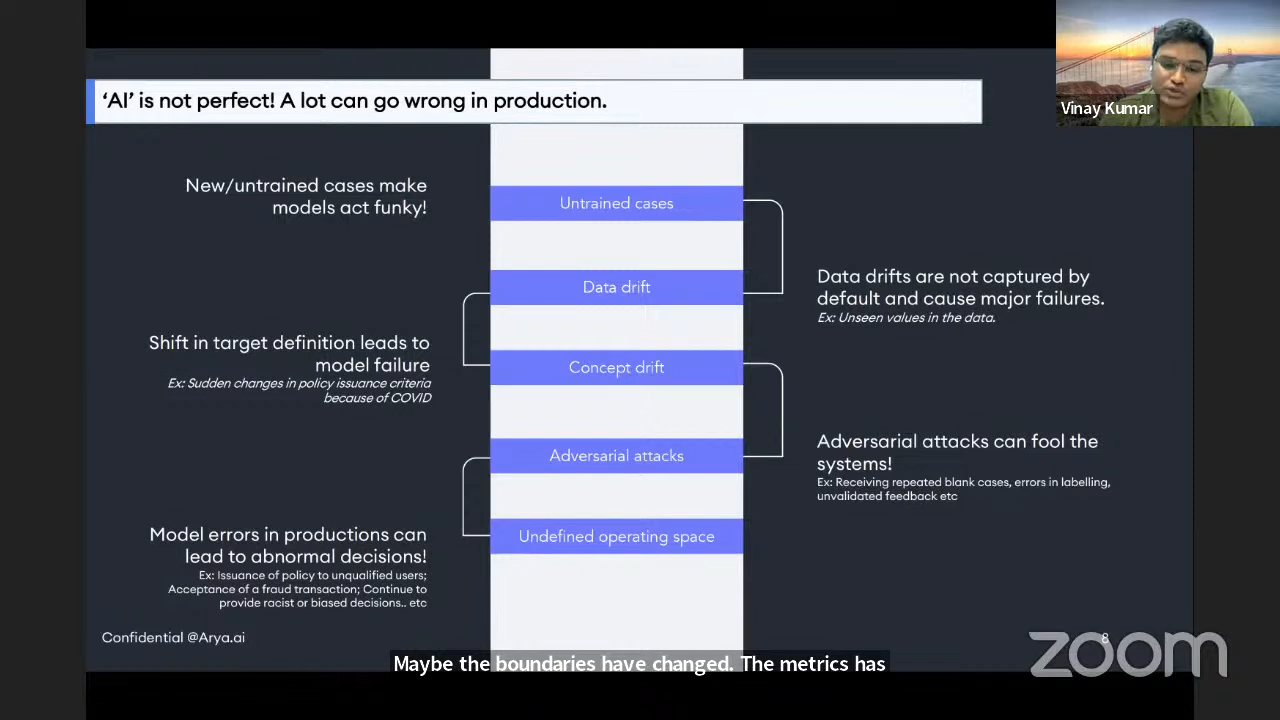 'AI' is not perfect! A lot can go wrong in production.
Vinay Kumar
New/untrained cases make
models act funky!
Untrained cases
Data drift
Data drifts are not captured by
default and cause major failures.
Ex: Unseen values in the data.
Shift in target definition leads to
model failure
Ex: Sudden changes in policy issuance criteria
because of COVID
Concept drift
Adversarial attacks
Adversarial attacks can fool the
systems!
Ex: Receiving repeated blank cases, errors in labelling,
unvalidated feedback etc
Undefined operating space
Model errors in productions can
lead to abnormal decisions!
Ex: Issuance of policy to unqualified users;
Acceptance of a fraud transaction; Continue to
provide racist or biased decisions.. etc
Confidential @Arya.ai
8
zoom
Maybe the boundaries have changed. The metrics has